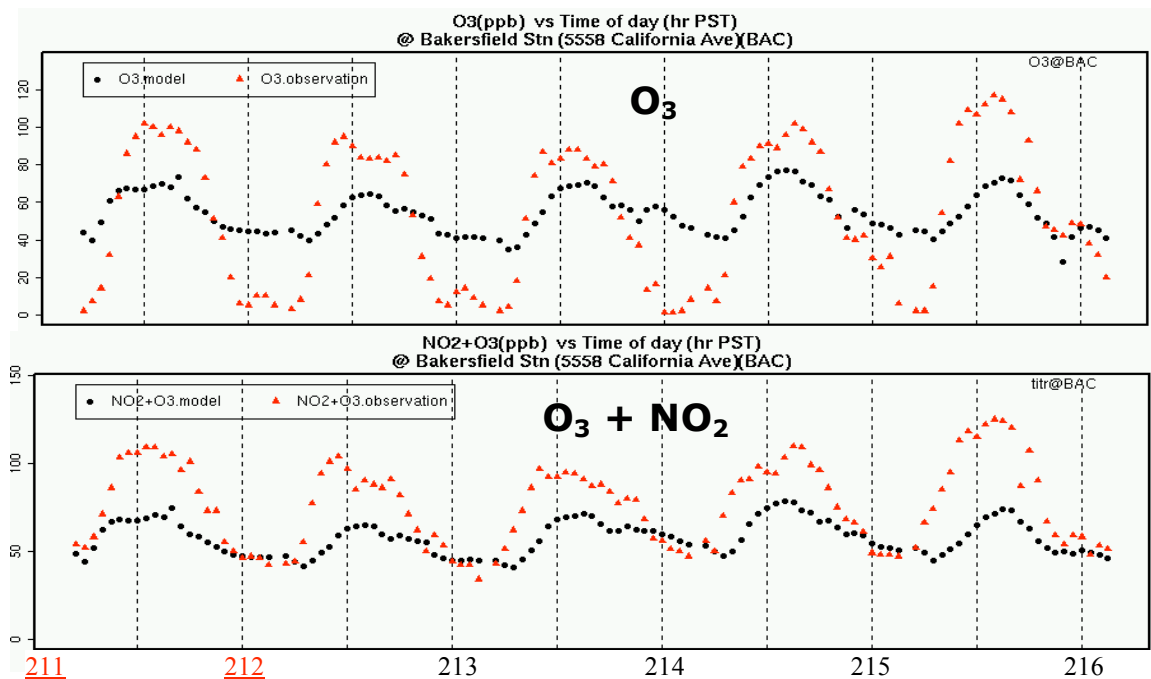 O3(ppb) vs Time of day (hr PST)
@ Bakersfield Stn (5558 California Ave)(BAC)
O3.model O3.observation
O3@BAC
O₃
120
100
80
60
40
20
0
NO2+O3(ppb) vs Time of day (hr PST)
@ Bakersfield Stn (5558 California Ave)(BAC)
NO2+O3.model NO2+O3.observation
titr@BAC
O₃ + NO₂
150
100
50
0
211 212 213 214 215 216